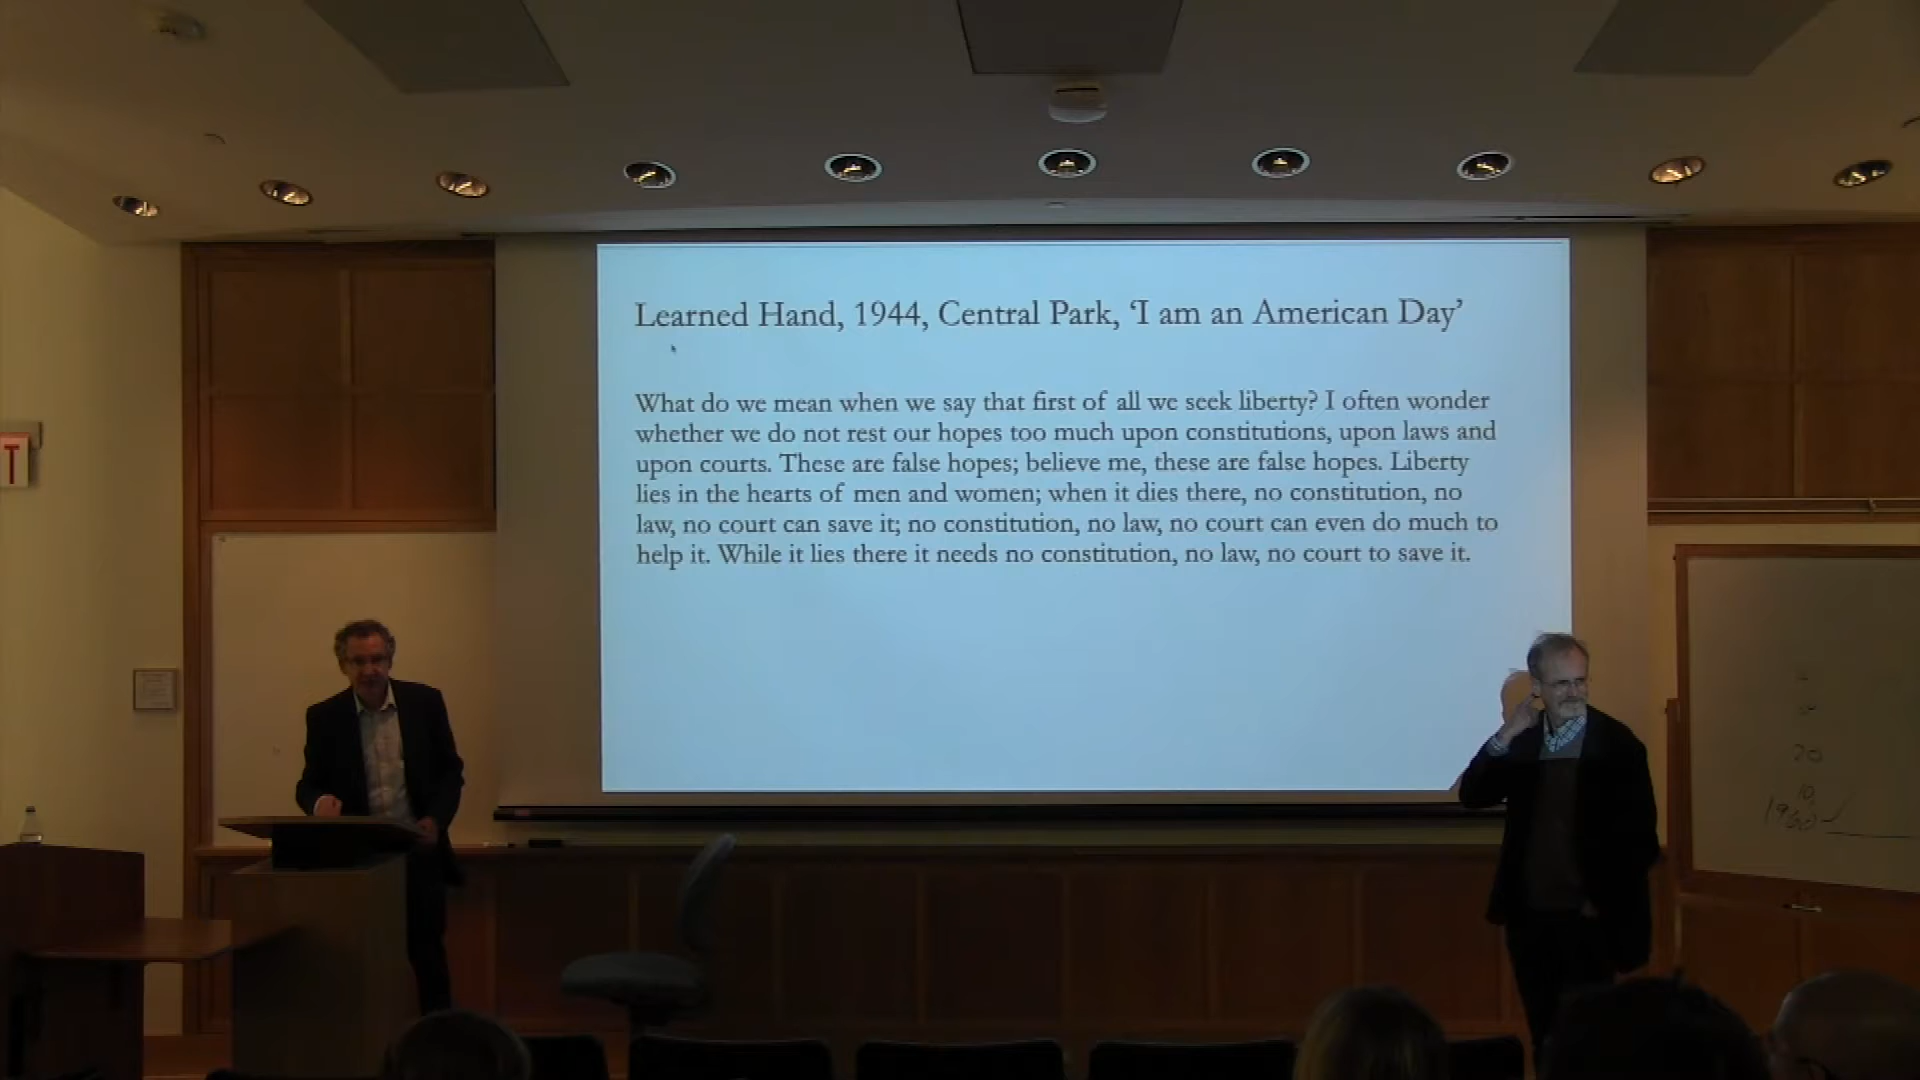 Learned Hand, 1944, Central Park, ‘I am an American Day’
What do we mean when we say that first of all we seek liberty? I often wonder
whether we do not rest our hopes too much upon constitutions, upon laws and
upon courts. These are false hopes; believe me, these are false hopes. Liberty
lies in the hearts of men and women; when it dies there, no constitution, no
law, no court can save it; no constitution, no law, no court can even do much to
help it. While it lies there it needs no constitution, no law, no court to save it.
T
20
10
1960